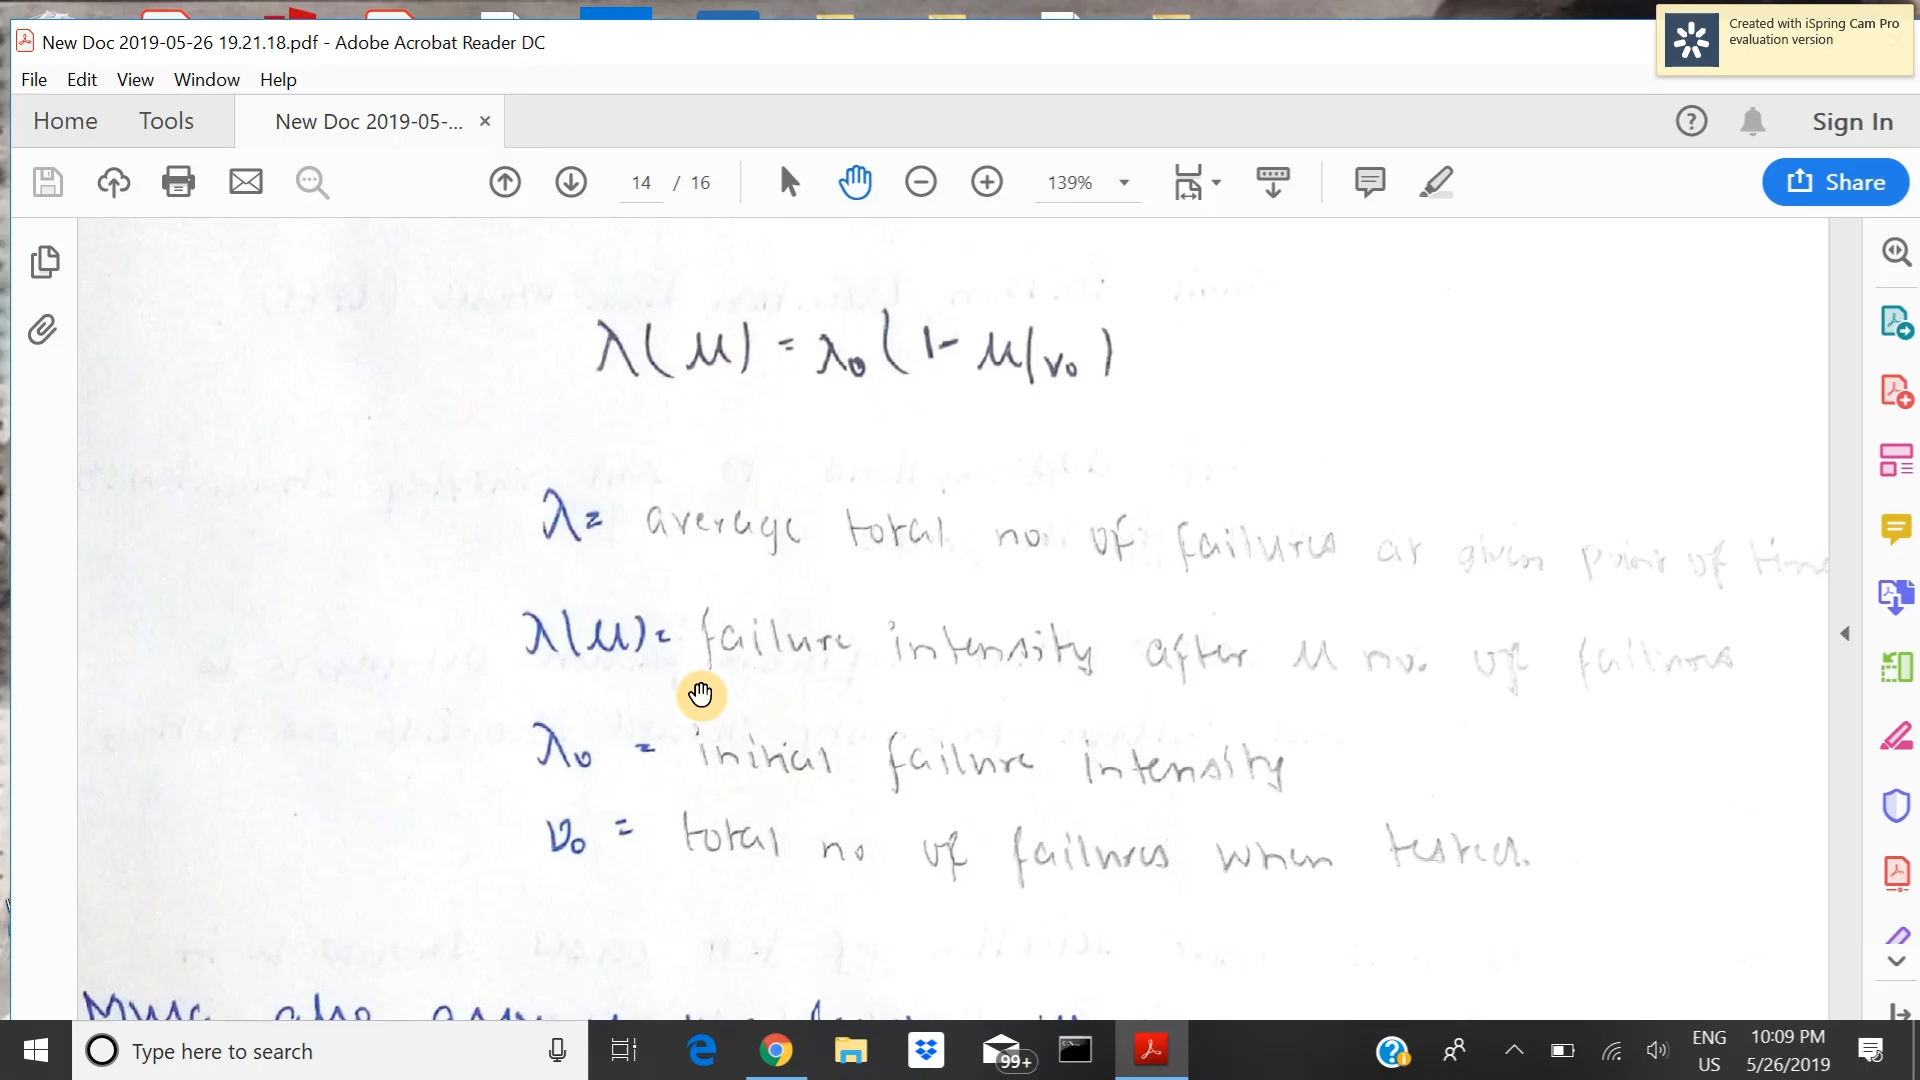 Created with iSpring Cam Pro
evaluation version
New Doc 2019-05-26 19.21.18.pdf - Adobe Acrobat Reader DC
File Edit View Window Help
Home Tools New Doc 2019-05-... × Sign In
14 / 16 139% Share
λ(μ) = λ₀(1-μ/v₀)
λ= average total no of failures at given point of time
λ(μ)= failure intensity after μ no. of failures
λ₀ = initial failure intensity
v₀ = total no of failures when tested.
Type here to search
99+
ENG
US
10:09 PM
5/26/2019